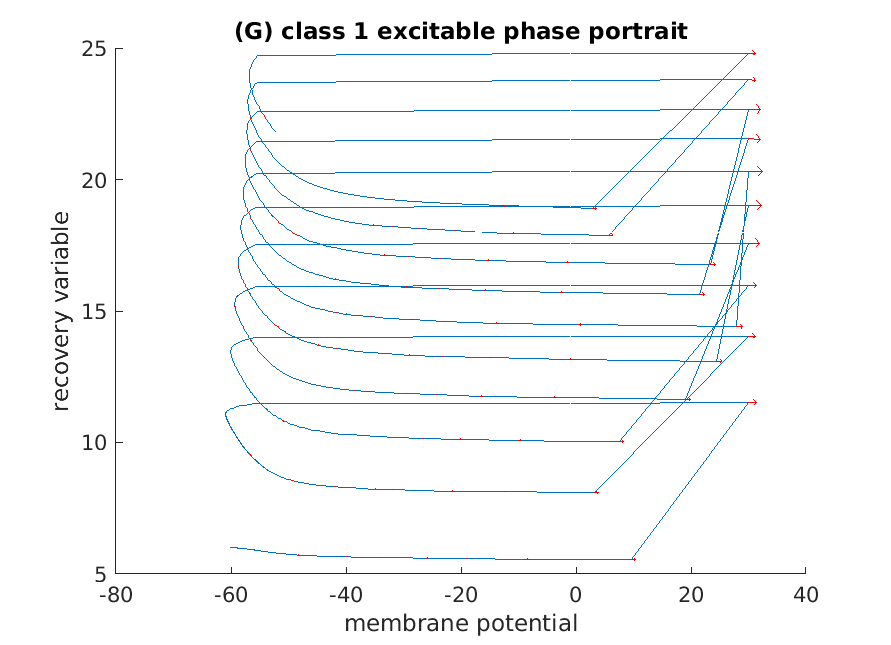 (G) class 1 excitable phase portrait
25
20
15
10
5
recovery variable
-80 -60 -40 -20 0 20 40
membrane potential